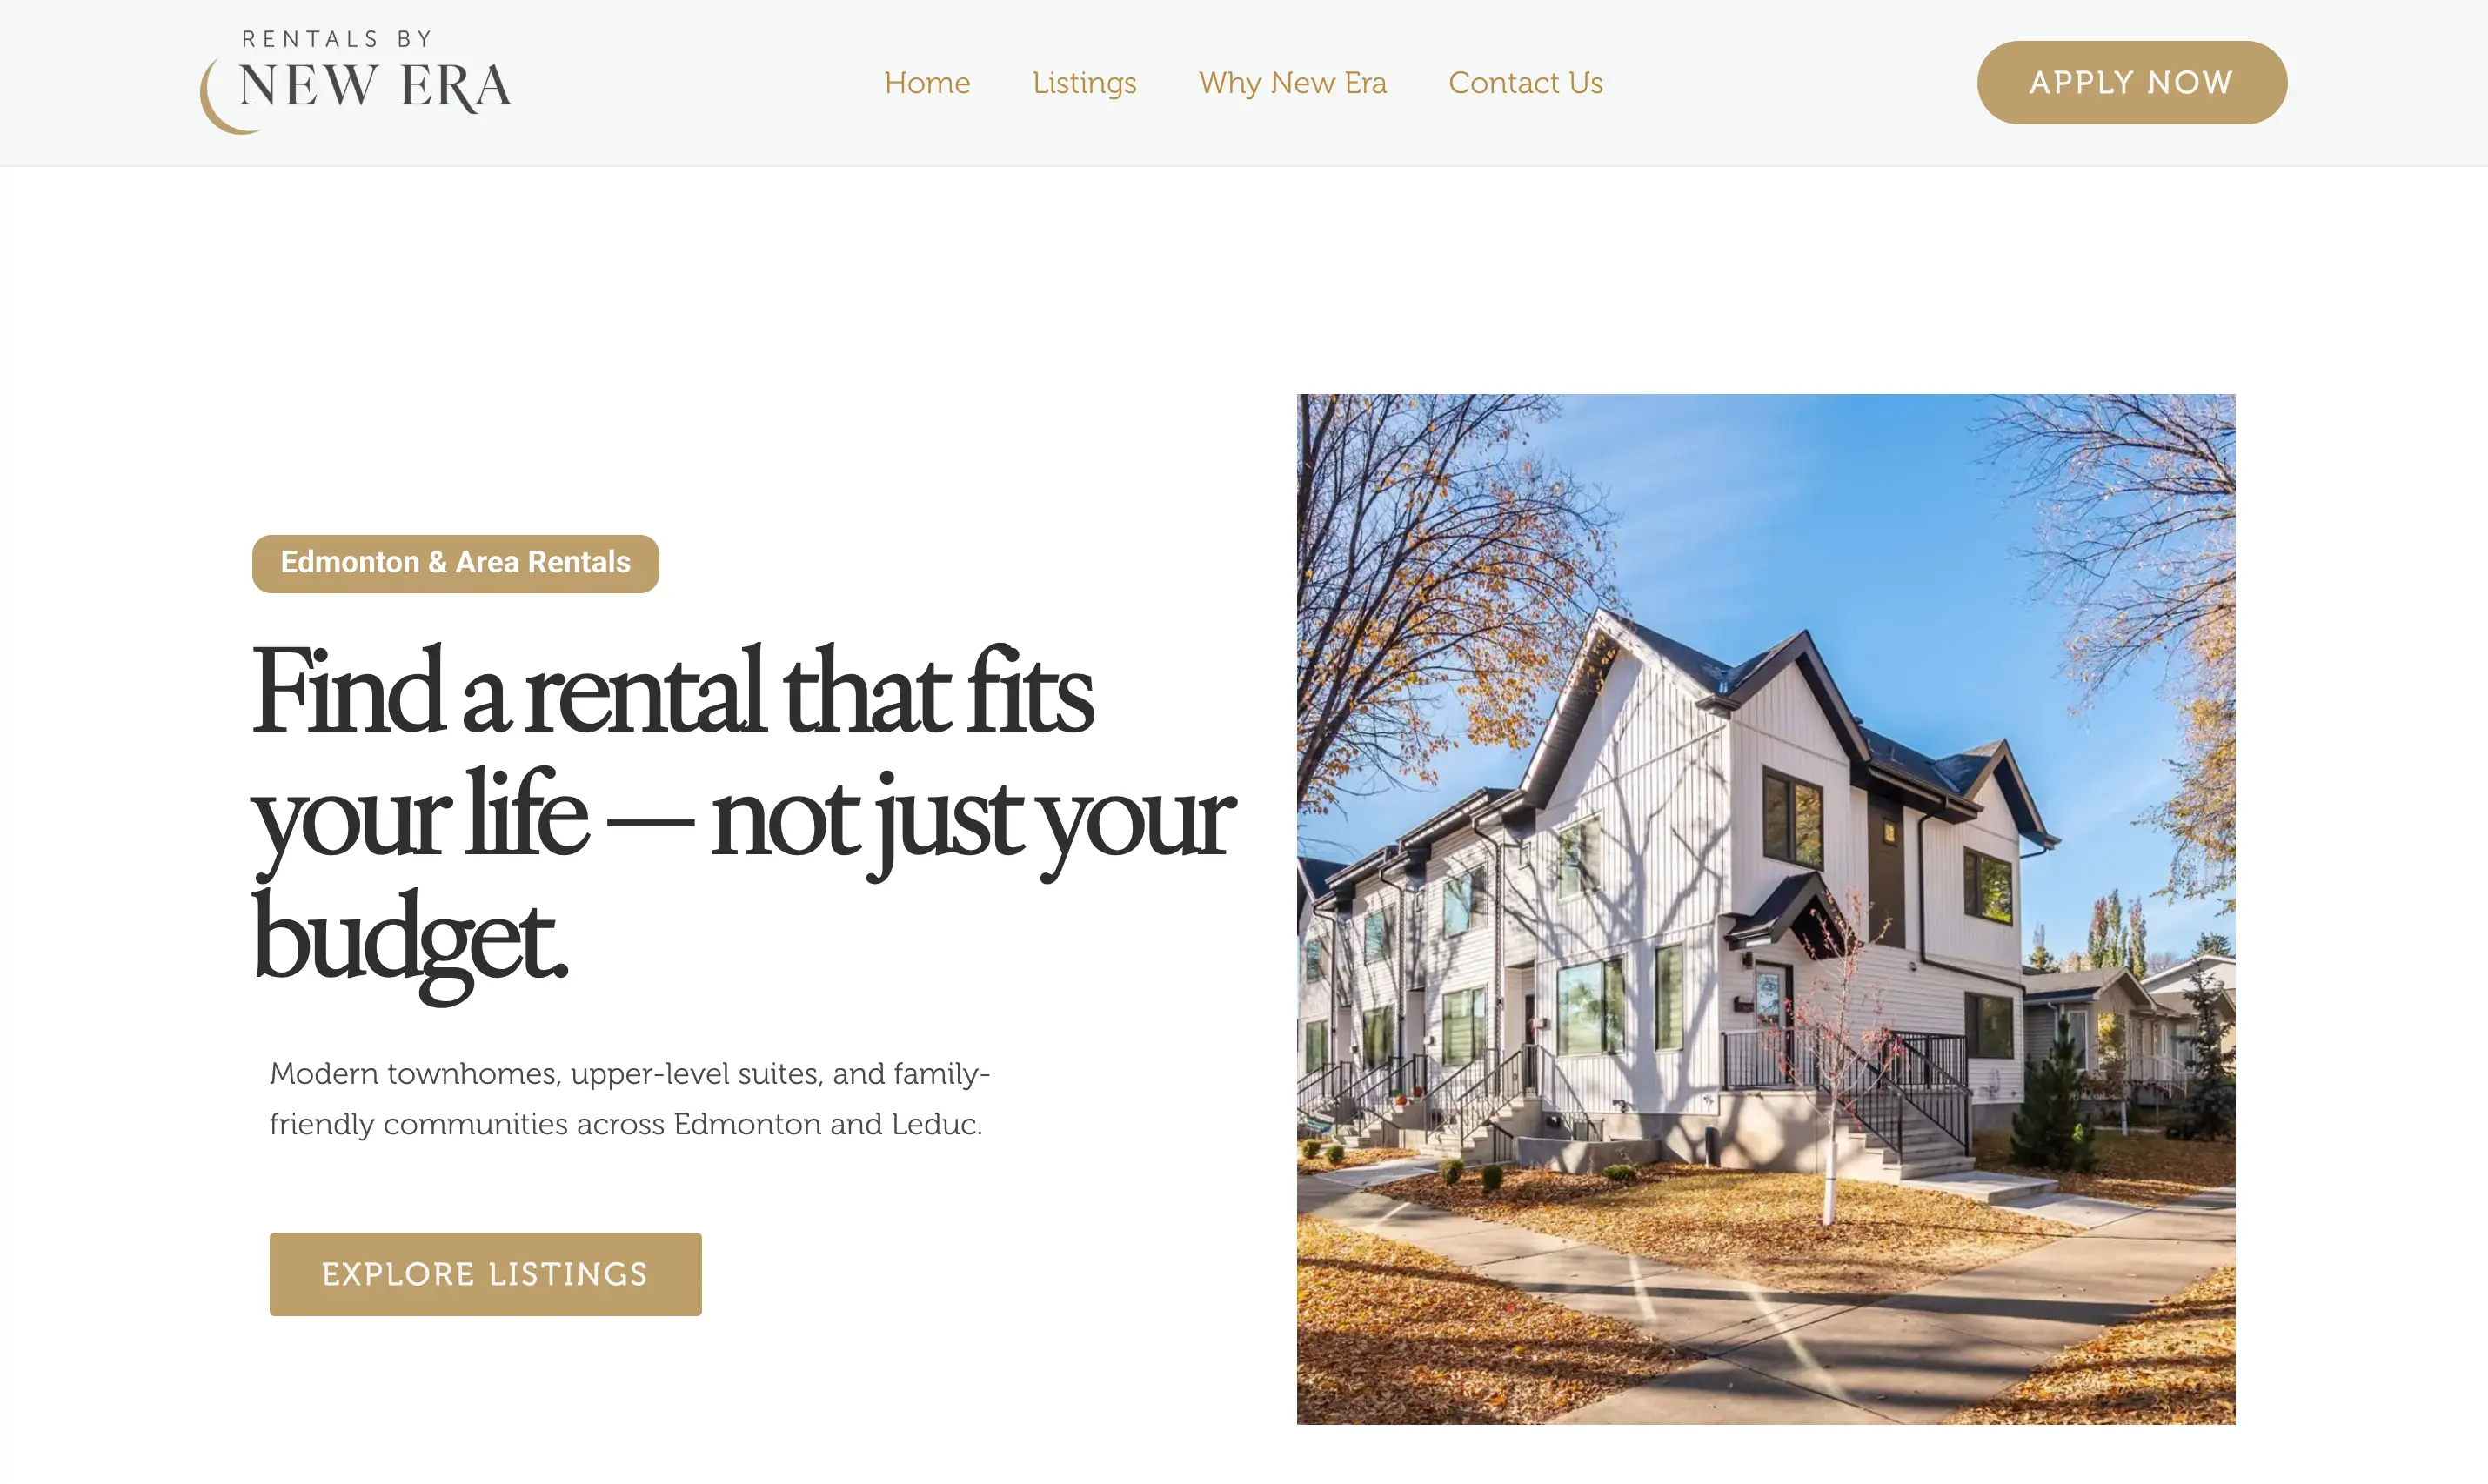 RENTALS BY
NEW ERA
Home
Listings
Why New Era
Contact Us
APPLY NOW
Edmonton & Area Rentals
Find a rental that fits
your life — not just your
budget.
Modern townhomes, upper-level suites, and family-
friendly communities across Edmonton and Leduc.
EXPLORE LISTINGS